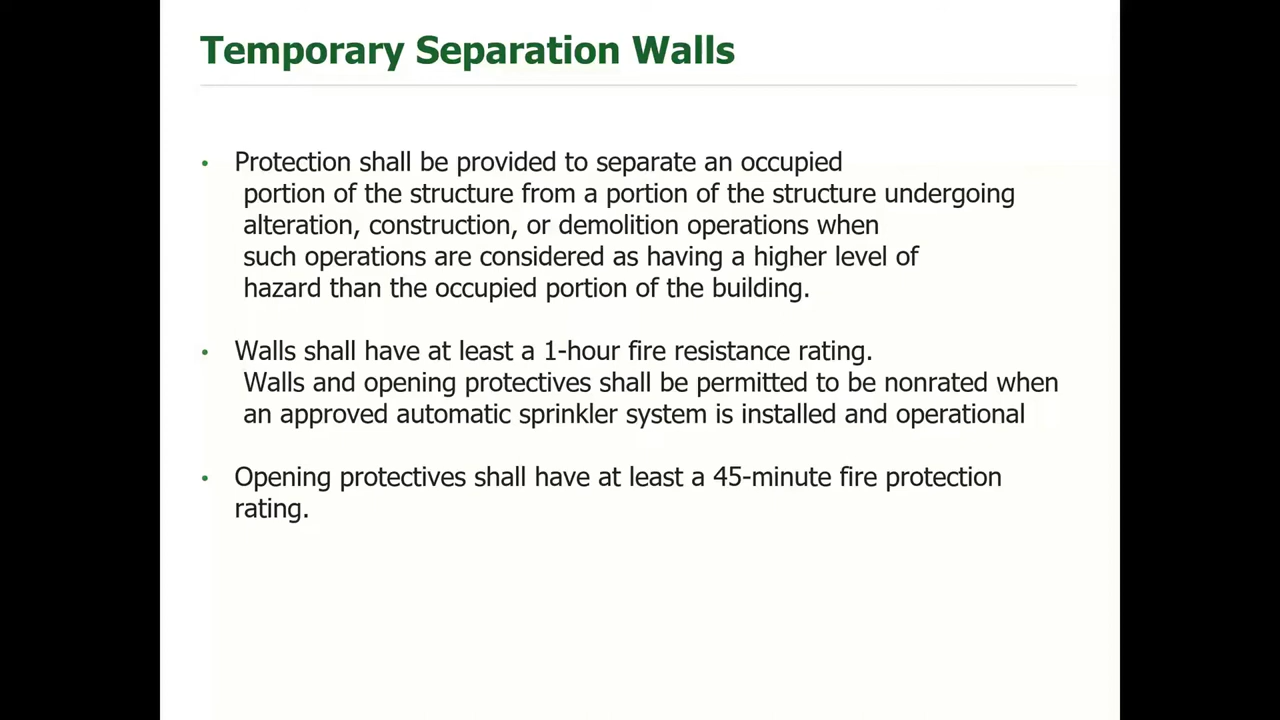 Temporary Separation Walls
• Protection shall be provided to separate an occupied
portion of the structure from a portion of the structure undergoing
alteration, construction, or demolition operations when
such operations are considered as having a higher level of
hazard than the occupied portion of the building.
• Walls shall have at least a 1-hour fire resistance rating.
Walls and opening protectives shall be permitted to be nonrated when
an approved automatic sprinkler system is installed and operational
• Opening protectives shall have at least a 45-minute fire protection
rating.